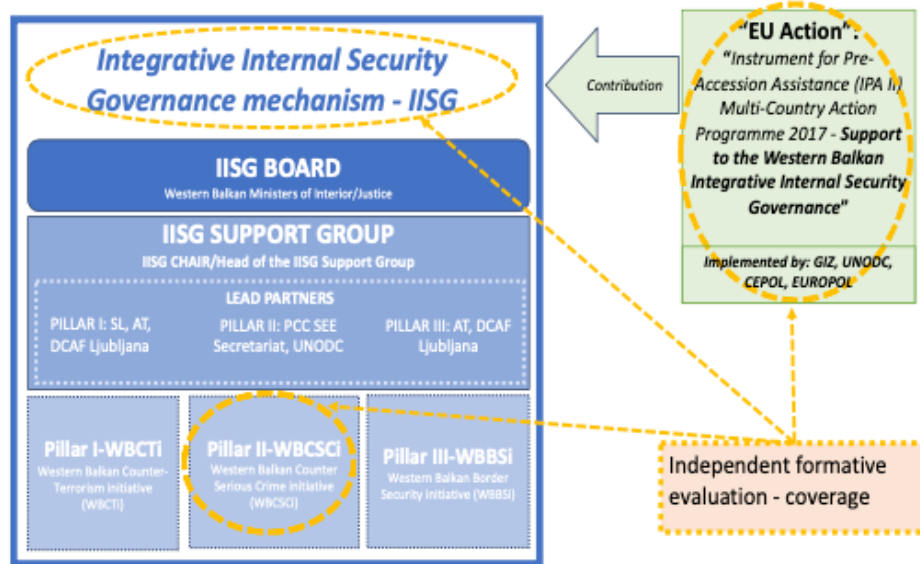 Integrative Internal Security
Governance mechanism - IISG
IISG BOARD
Western Balkan Ministers of Interior/Justice
IISG SUPPORT GROUP
IISG CHAIR/Head of the IISG Support Group
LEAD PARTNERS
PILLAR I: SL, AT,
DCAF Ljubljana
PILLAR II: PCC SEE
Secretariat, UNODC
PILLAR III: AT, DCAF
Ljubljana
Pillar I-WBCTi
Western Balkan Counter-
Terrorism initiative
(WBCTi)
Pillar II-WBCSCi
Western Balkan Counter
Serious Crime initiative
(WBCSCi)
Pillar III-WBBSi
Western Balkan Border
Security initiative (WBBSi)
Contribution
"EU Action":
"Instrument for Pre-
Accession Assistance (IPA II)
Multi-Country Action
Programme 2017 - Support
to the Western Balkan
Integrative Internal Security
Governance"
Implemented by: GIZ, UNODC,
CEPOL, EUROPOL
Independent formative
evaluation - coverage